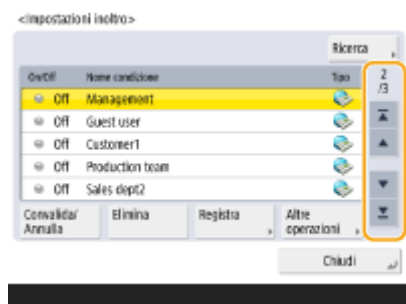 <Impostazioni inoltro>
Ricerca
On/Off Nome condizione Tipo
2
/3
Off Management
Off Guest user
Off Customer1
Off Production team
Off Sales dept2
Convalida/
Annulla
Elimina
Registra
Altre
operazioni
Chiudi